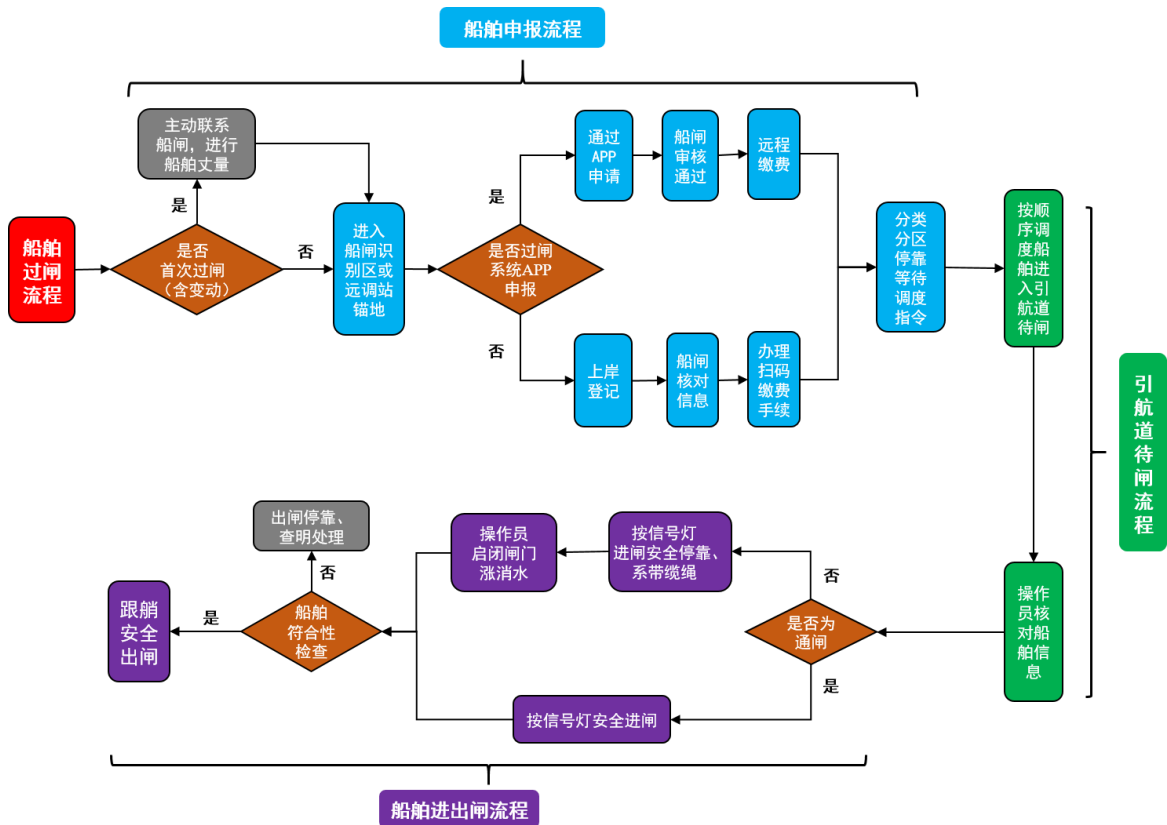 船舶申报流程
船舶
过闸
流程
是否
首次过闸
（含变动）
是
主动联系
船闸，进行
船舶丈量
否
进入
船闸识
别区或
远调站
锚地
是否过闸
系统APP
申报
是
通过
APP
申请
船闸
审核
通过
远程
缴费
否
上岸
登记
船闸
核对
信息
办理
扫码
缴费
手续
分类
分区
停靠
等待
调度
指令
按顺
序调
度船
舶进
入引
航道
待闸
引航道待闸流程
操作
员核
对船
舶信
息
是否为
通闸
否
按信号灯
进闸安全停靠、
系带缆绳
操作员
启闭闸门
涨消水
是
按信号灯安全进闸
船舶
符合性
检查
否
出闸停靠、
查明处理
是
跟艄
安全
出闸
船舶进出闸流程